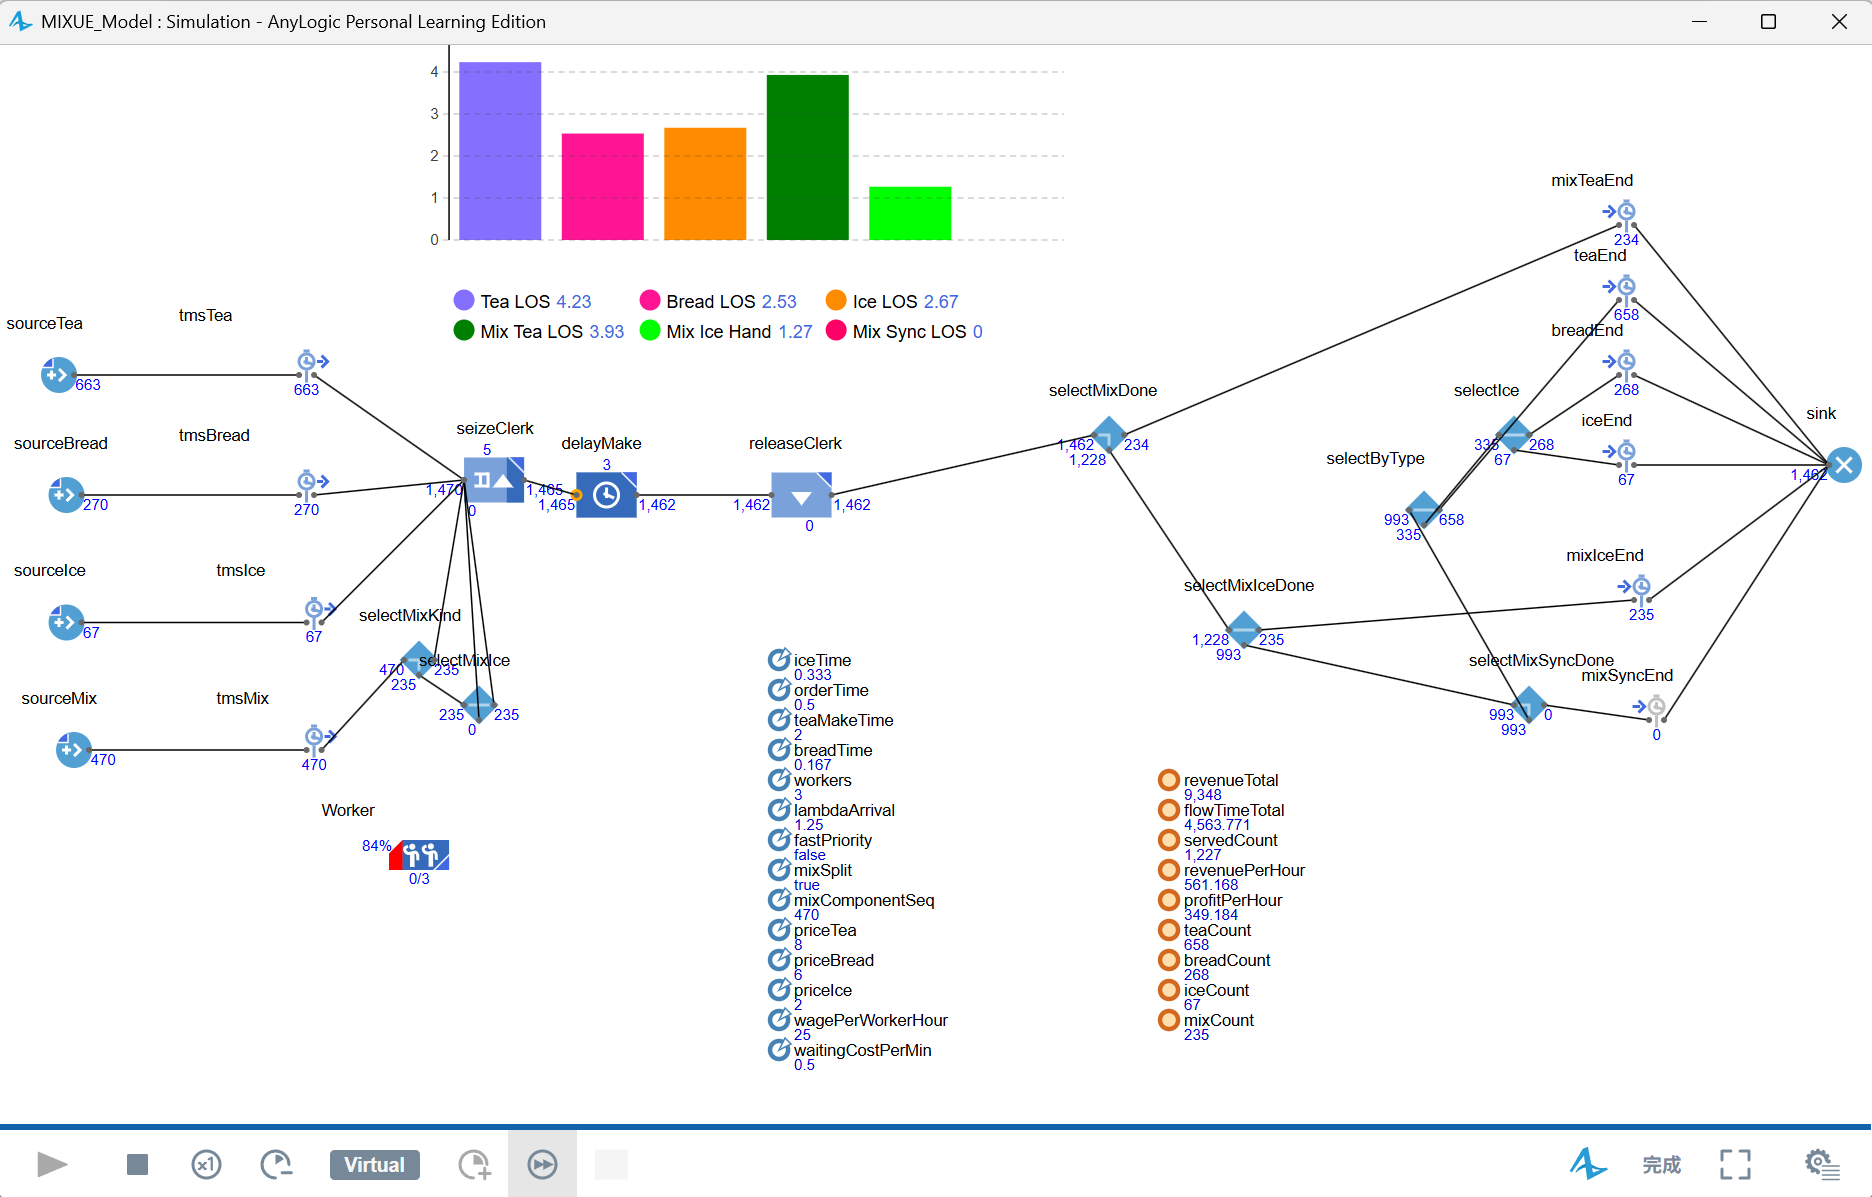 MIXUE_Model : Simulation - AnyLogic Personal Learning Edition
4
3
2
1
0
Tea LOS 4.23
Bread LOS 2.53
Ice LOS 2.67
Mix Tea LOS 3.93
Mix Ice Hand 1.27
Mix Sync LOS 0
sourceTea
663
tmsTea
663
sourceBread
270
tmsBread
270
sourceIce
67
tmsIce
67
sourceMix
470
tmsMix
470
selectMixKind
470
235
235
selectMixIce
235
235
0
seizeClerk
5
1,470
1,465
0
delayMake
3
1,465
1,462
releaseClerk
1,462
1,462
0
Worker
84%
0/3
selectMixDone
1,462
234
1,228
selectMixIceDone
1,228
235
993
selectMixSyncDone
993
0
993
selectByType
993
658
335
selectIce
335
268
67
mixTeaEnd
234
teaEnd
658
breadEnd
268
iceEnd
67
mixIceEnd
235
mixSyncEnd
0
sink
1,462
iceTime
0.333
orderTime
0.5
teaMakeTime
2
breadTime
0.167
workers
3
lambdaArrival
1.25
fastPriority
false
mixSplit
true
mixComponentSeq
470
priceTea
8
priceBread
6
priceIce
2
wagePerWorkerHour
25
waitingCostPerMin
0.5
revenueTotal
9,348
flowTimeTotal
4,563.771
servedCount
1,227
revenuePerHour
561.168
profitPerHour
349.184
teaCount
658
breadCount
268
iceCount
67
mixCount
235
x1
Virtual
完成